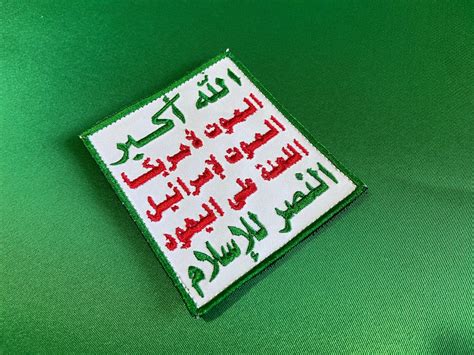 الله أكبر
الموت لأمريكا
الموت لإسرائيل
اللعنة على اليهود
النصر للإسلام